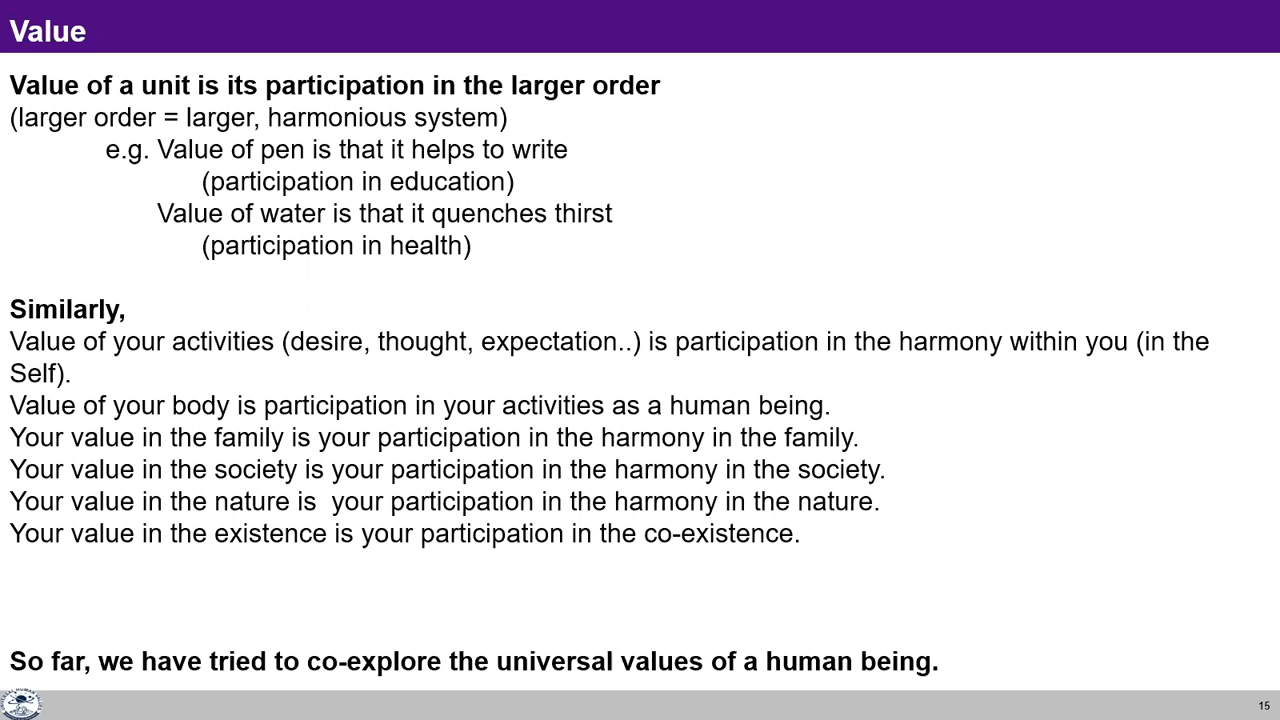 Value
Value of a unit is its participation in the larger order
(larger order = larger, harmonious system)
e.g. Value of pen is that it helps to write
(participation in education)
Value of water is that it quenches thirst
(participation in health)
Similarly,
Value of your activities (desire, thought, expectation..) is participation in the harmony within you (in the
Self).
Value of your body is participation in your activities as a human being.
Your value in the family is your participation in the harmony in the family.
Your value in the society is your participation in the harmony in the society.
Your value in the nature is  your participation in the harmony in the nature.
Your value in the existence is your participation in the co-existence.
So far, we have tried to co-explore the universal values of a human being.
15